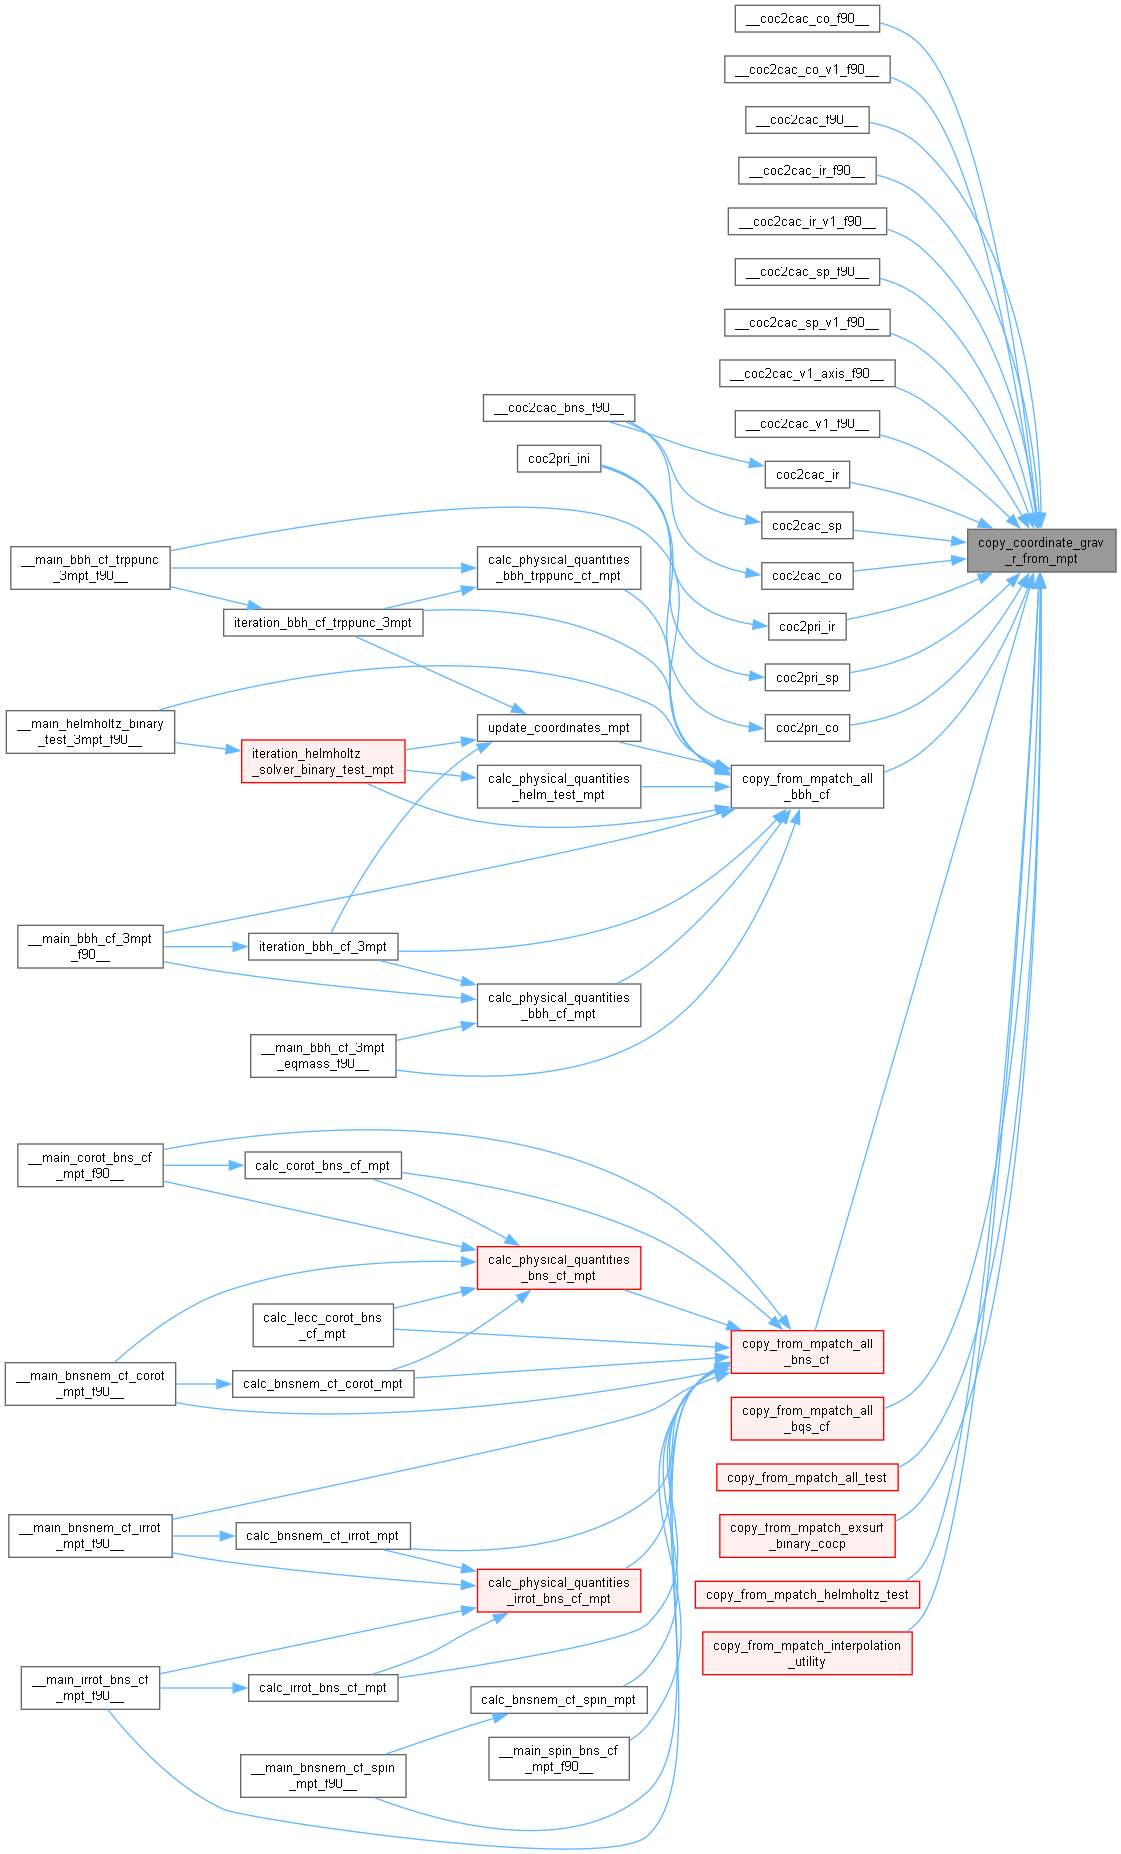 __coc2cac_co_f90__
__coc2cac_co_v1_f90__
__coc2cac_f90__
__coc2cac_ir_f90__
__coc2cac_ir_v1_f90__
__coc2cac_sp_f90__
__coc2cac_sp_v1_f90__
__coc2cac_v1_axis_f90__
__coc2cac_v1_f90__
__coc2cac_bns_f90__
coc2pri_ini
coc2cac_ir
coc2cac_sp
coc2cac_co
coc2pri_ir
coc2pri_sp
coc2pri_co
copy_coordinate_grav
_r_from_mpt
__main_bbh_cf_trppunc
_3mpt_f90__
calc_physical_quantities
_bbh_trppunc_cf_mpt
iteration_bbh_cf_trppunc_3mpt
__main_helmholtz_binary
_test_3mpt_f90__
iteration_helmholtz
_solver_binary_test_mpt
update_coordinates_mpt
calc_physical_quantities
_helm_test_mpt
copy_from_mpatch_all
_bbh_cf
__main_bbh_cf_3mpt
_f90__
iteration_bbh_cf_3mpt
calc_physical_quantities
_bbh_cf_mpt
__main_bbh_cf_3mpt
_eqmass_f90__
__main_corot_bns_cf
_mpt_f90__
calc_corot_bns_cf_mpt
calc_physical_quantities
_bns_cf_mpt
calc_lecc_corot_bns
_cf_mpt
__main_bnsnem_cf_corot
_mpt_f90__
calc_bnsnem_cf_corot_mpt
copy_from_mpatch_all
_bns_cf
copy_from_mpatch_all
_bqs_cf
copy_from_mpatch_all_test
copy_from_mpatch_exsurf
_binary_cocp
copy_from_mpatch_helmholtz_test
copy_from_mpatch_interpolation
_utility
__main_bnsnem_cf_irrot
_mpt_f90__
calc_bnsnem_cf_irrot_mpt
calc_physical_quantities
_irrot_bns_cf_mpt
__main_irrot_bns_cf
_mpt_f90__
calc_irrot_bns_cf_mpt
calc_bnsnem_cf_spin_mpt
__main_spin_bns_cf
_mpt_f90__
__main_bnsnem_cf_spin
_mpt_f90__